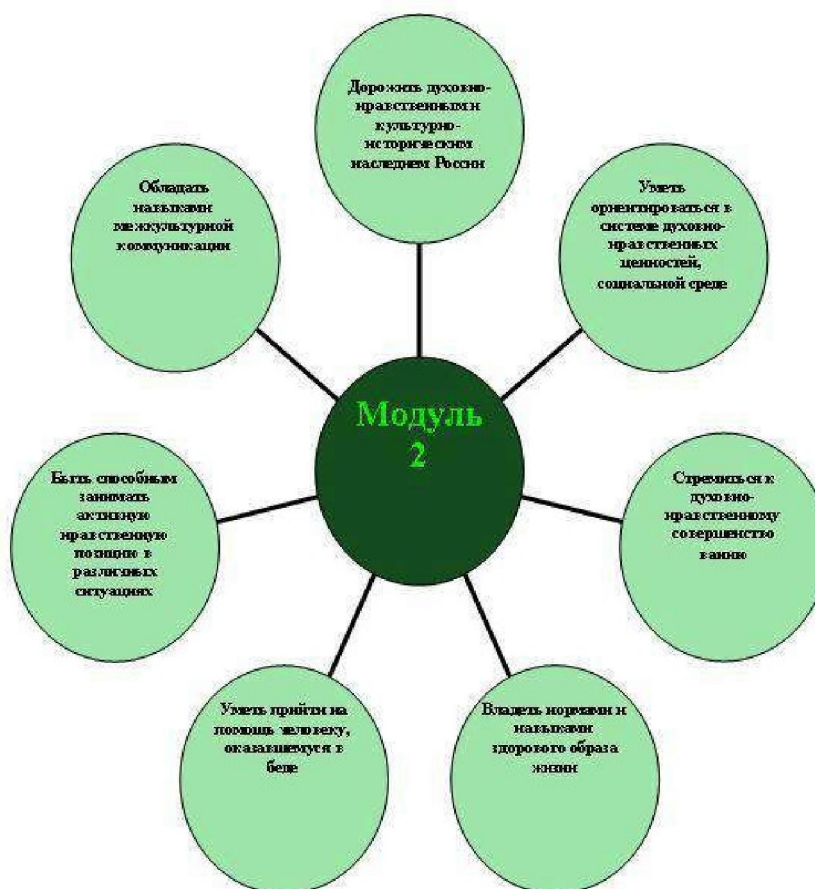 Дорожить духовно-
нравственным и
культурно-
историческим
наследием России
Уметь
ориентироваться в
системе духовно-
нравственных
ценностей,
социальной среде
Стремиться к
духовно-
нравственному
совершенство
ванию
Владеть нормами и
навыками
здорового образа
жизни
Уметь прийти на
помощь человеку,
оказавшемуся в
беде
Быть способным
занимать
активную
нравственную
позицию в
различных
ситуациях
Обладать
навыками
межкультурной
коммуникации
Модуль
2